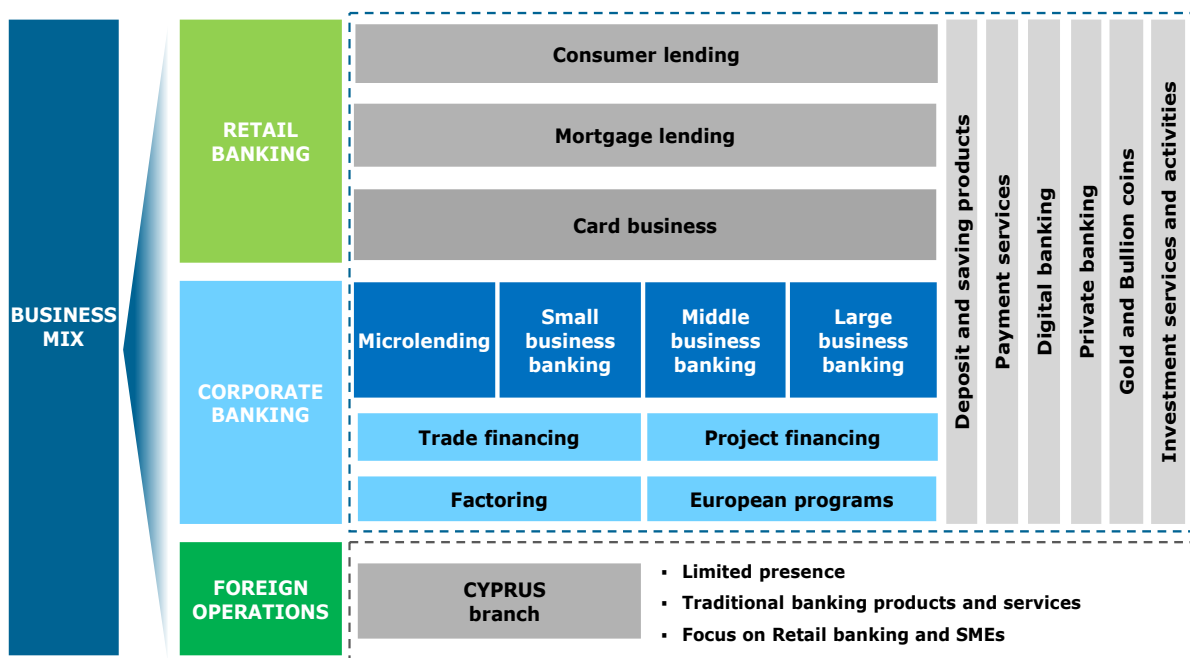 BUSINESS
MIX
RETAIL
BANKING
Consumer lending
Mortgage lending
Card business
CORPORATE
BANKING
Microlending
Small
business
banking
Middle
business
banking
Large
business
banking
Trade financing
Project financing
Factoring
European programs
Deposit and saving products
Payment services
Digital banking
Private banking
Gold and Bullion coins
Investment services and activities
FOREIGN
OPERATIONS
CYPRUS
branch
▪ Limited presence
▪ Traditional banking products and services
▪ Focus on Retail banking and SMEs